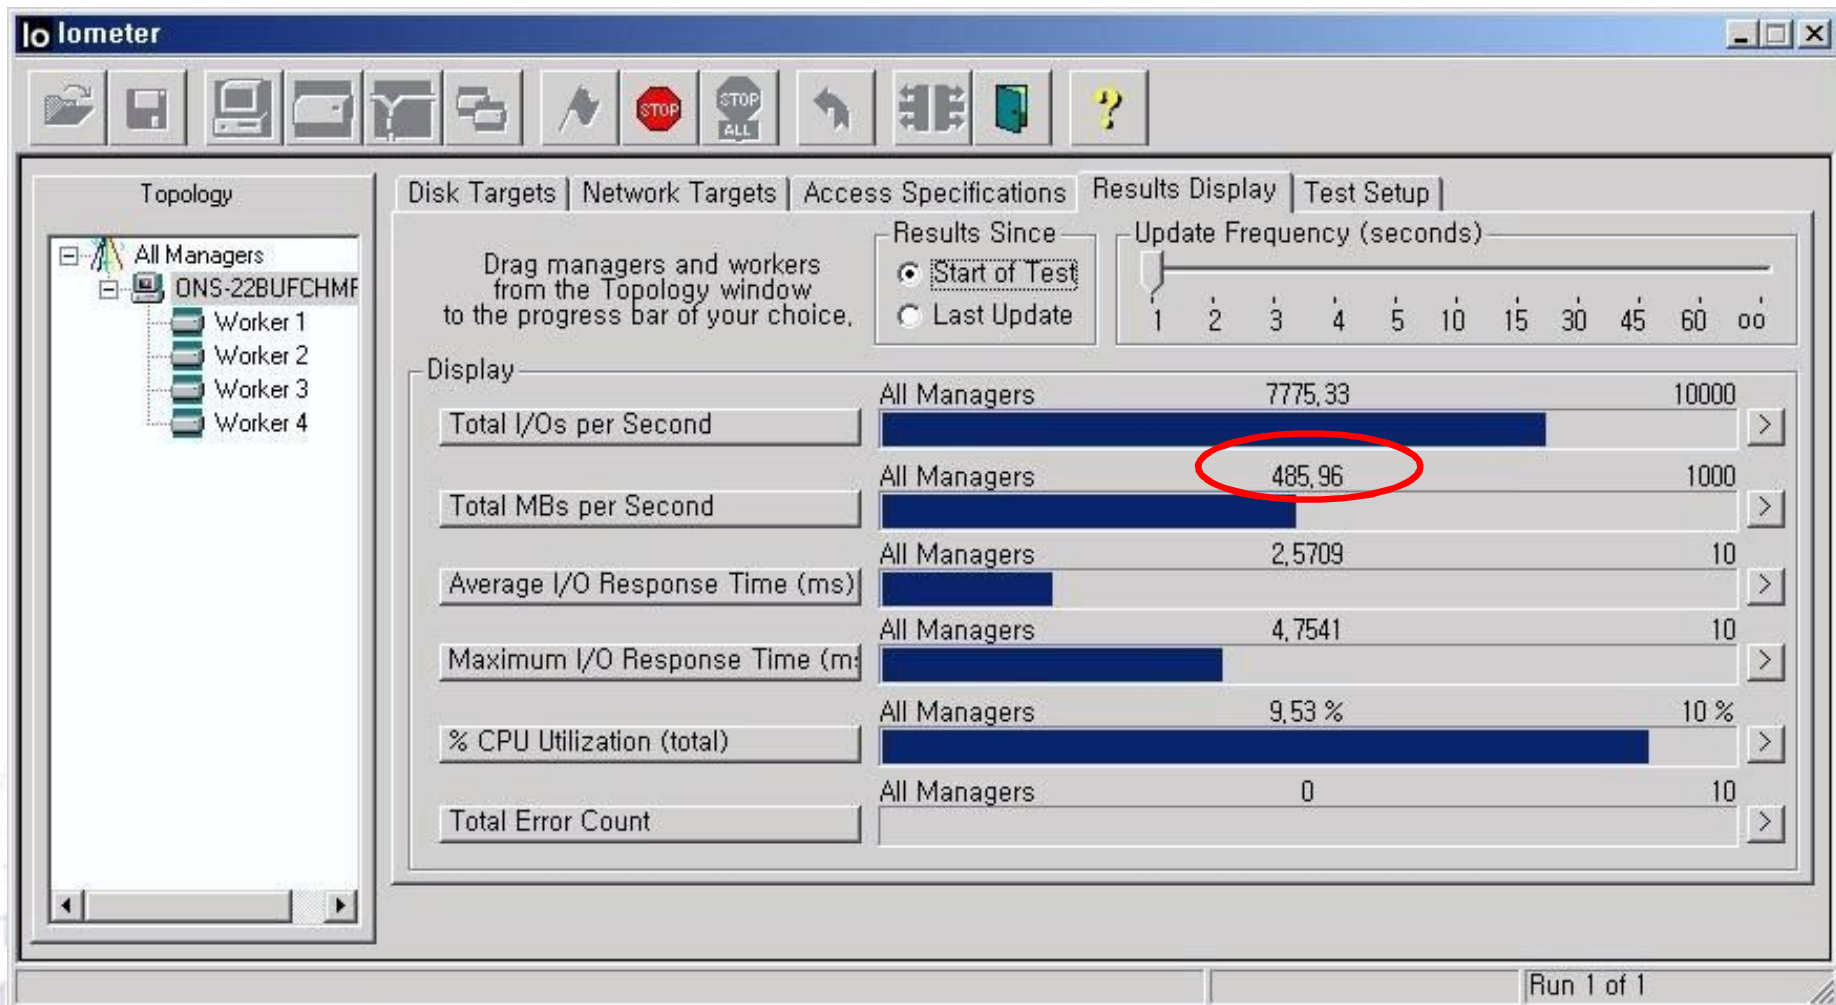 Io Iometer
STOP
STOP
ALL
?
Topology
All Managers
ONS-22BUFCHMF
Worker 1
Worker 2
Worker 3
Worker 4
Disk Targets
Network Targets
Access Specifications
Results Display
Test Setup
Drag managers and workers
from the Topology window
to the progress bar of your choice.
Results Since
Start of Test
Last Update
Update Frequency (seconds)
1 2 3 4 5 10 15 30 45 60 oo
Display
All Managers 7775.33 10000
Total I/Os per Second
All Managers 485.96 1000
Total MBs per Second
All Managers 2.5709 10
Average I/O Response Time (ms)
All Managers 4.7541 10
Maximum I/O Response Time (m
All Managers 9.53 % 10 %
% CPU Utilization (total)
All Managers 0 10
Total Error Count
Run 1 of 1